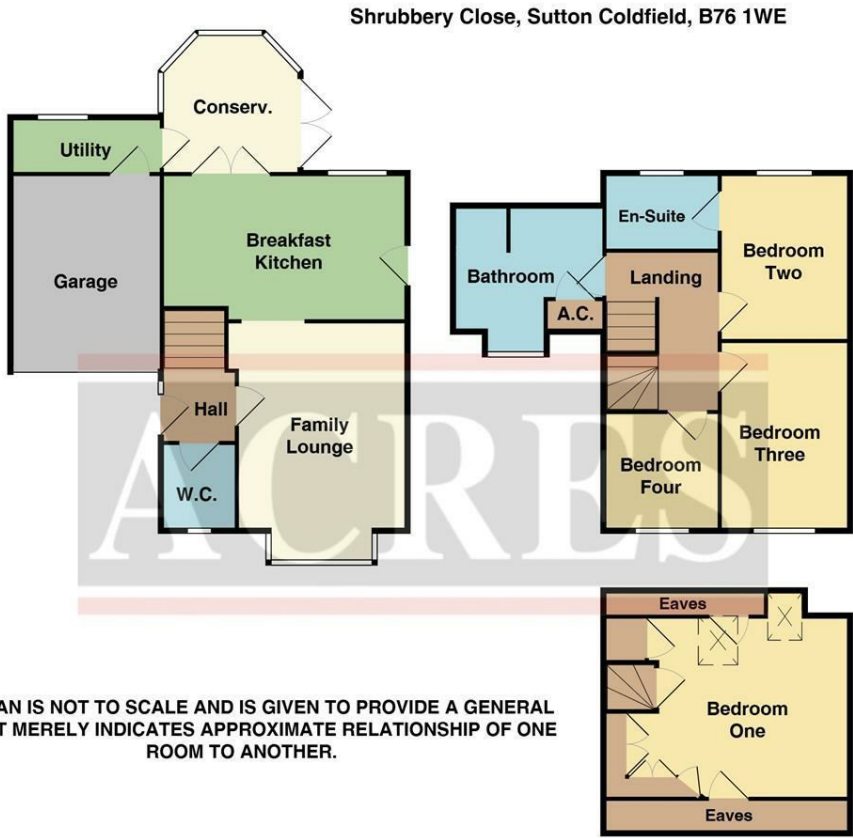 Shrubbery Close, Sutton Coldfield, B76 1WE
Conserv.
Utility
Breakfast
Kitchen
Garage
Hall
Family
Lounge
W.C.
En-Suite
Bedroom
Two
Bathroom
Landing
A.C.
Bedroom
Three
Bedroom
Four
ACRES
Eaves
Bedroom
One
Eaves
AN IS NOT TO SCALE AND IS GIVEN TO PROVIDE A GENERAL
T MERELY INDICATES APPROXIMATE RELATIONSHIP OF ONE
ROOM TO ANOTHER.